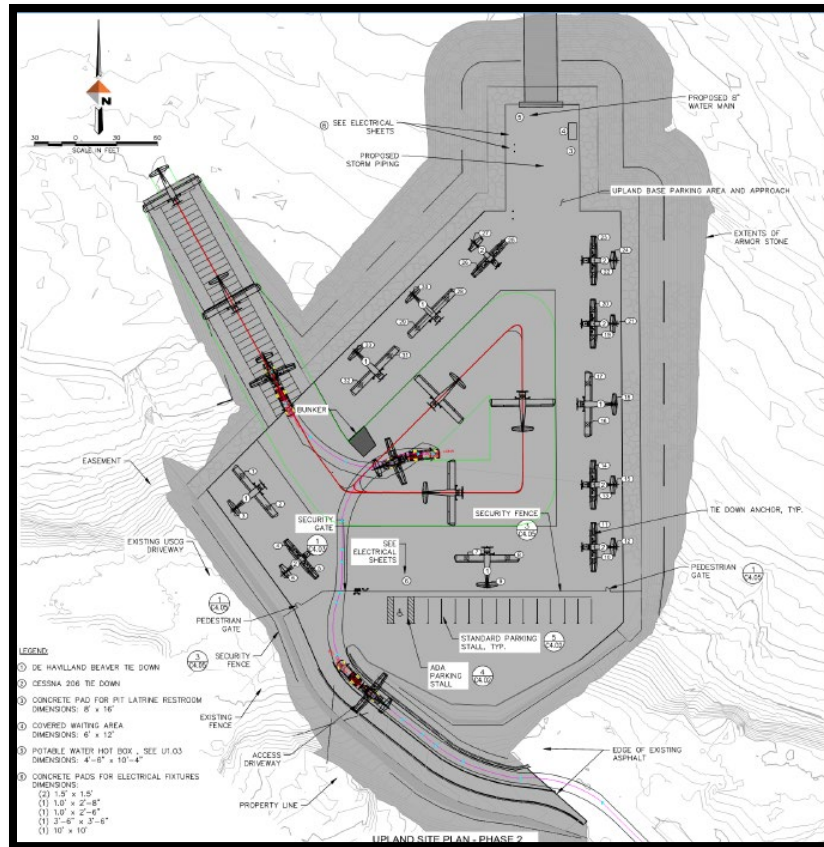 N
30 0 30 60
SCALE IN FEET
PROPOSED 8"
WATER MAIN
SEE ELECTRICAL
SHEETS
PROPOSED
STORM PIPING
UPLAND BASE PARKING AREA AND APPROACH
EXTENTS OF
ARMOR STONE
BUNKER
EASEMENT
SECURITY
GATE
SECURITY FENCE
TIE DOWN ANCHOR, TYP.
EXISTING USCG
DRIVEWAY
SEE
ELECTRICAL
SHEETS
PEDESTRIAN
GATE
PEDESTRIAN
GATE
STANDARD PARKING
STALL, TYP.
SECURITY
FENCE
ADA
PARKING
STALL
EXISTING
FENCE
ACCESS
DRIVEWAY
EDGE OF EXISTING
ASPHALT
PROPERTY LINE
LEGEND:
1 DE HAVILLAND BEAVER TIE DOWN
2 CESSNA 206 TIE DOWN
3 CONCRETE PAD FOR PIT LATRINE RESTROOM
DIMENSIONS: 8' x 16'
4 COVERED WAITING AREA
DIMENSIONS: 6' x 12'
5 POTABLE WATER HOT BOX , SEE U1.03
DIMENSIONS: 4'-6" x 10'-4"
6 CONCRETE PADS FOR ELECTRICAL FIXTURES
DIMENSIONS:
(2) 1.5' x 1.5'
(1) 1.0' x 2'-8"
(1) 1.0' x 2'-6"
(1) 3'-6" x 3'-6"
(1) 10' x 10'
UPLAND SITE PLAN - PHASE 2